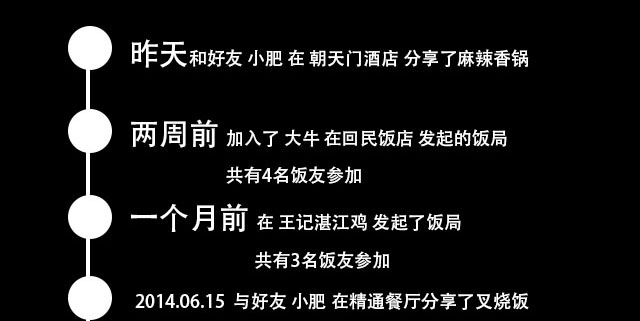 昨天和好友 小肥 在 朝天门酒店 分享了麻辣香锅
两周前 加入了 大牛 在回民饭店 发起的饭局
共有4名饭友参加
一个月前 在 王记湛江鸡 发起了饭局
共有3名饭友参加
2014.06.15 与好友 小肥 在精通餐厅分享了叉烧饭